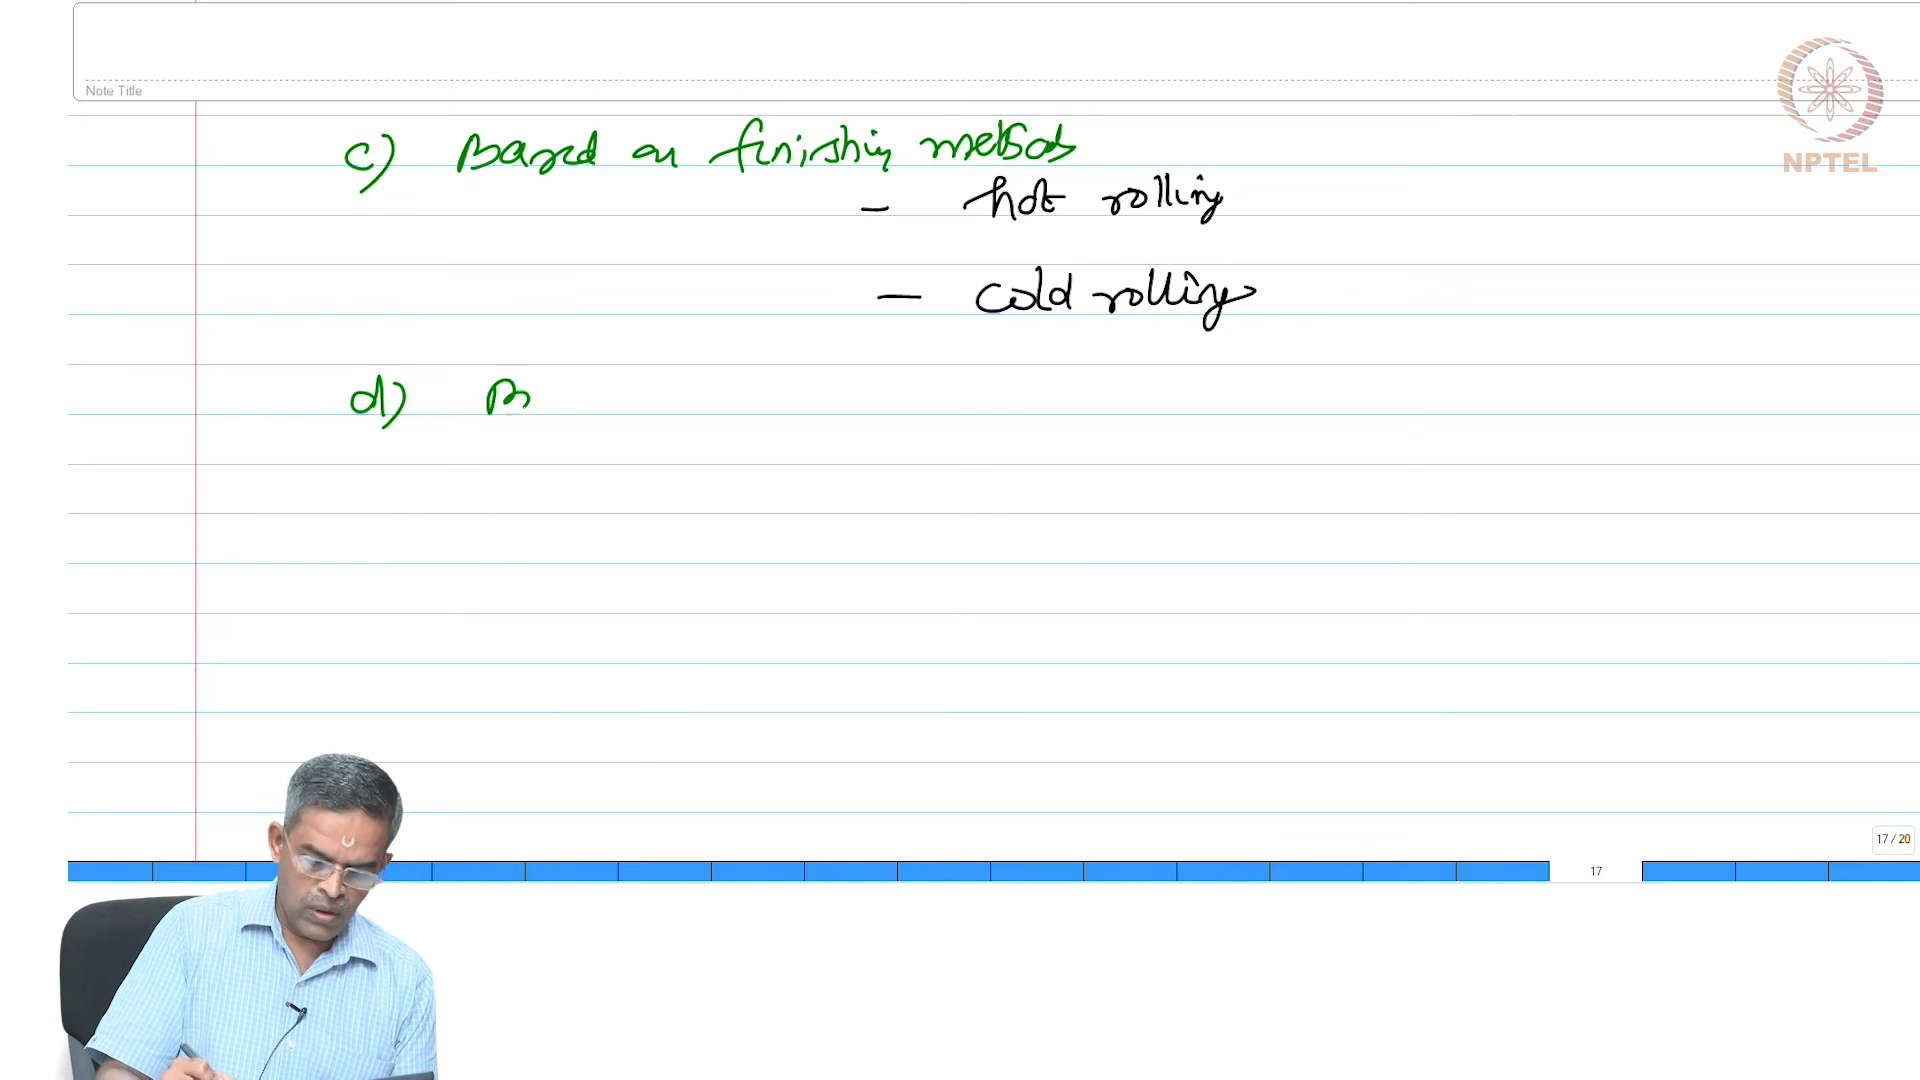 Note Title
NPTEL
c) Based on finishing methods
- hot rolling
- cold rolling
d) B
17 / 20
17